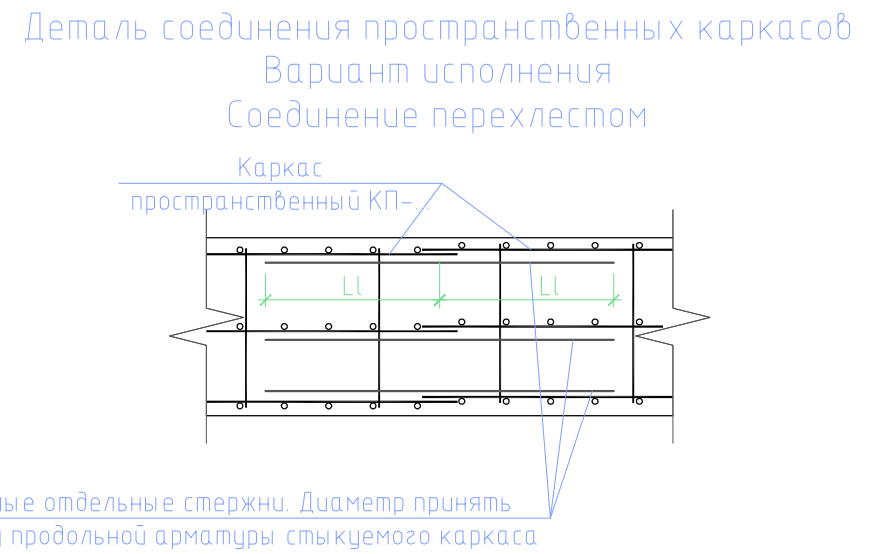 Деталь соединения пространственных каркасов
Вариант исполнения
Соединение перехлестом
Каркас
пространственный КП-...
Ll Ll
отдельные стержни. Диаметр принять
продольной арматуры стыкуемого каркаса